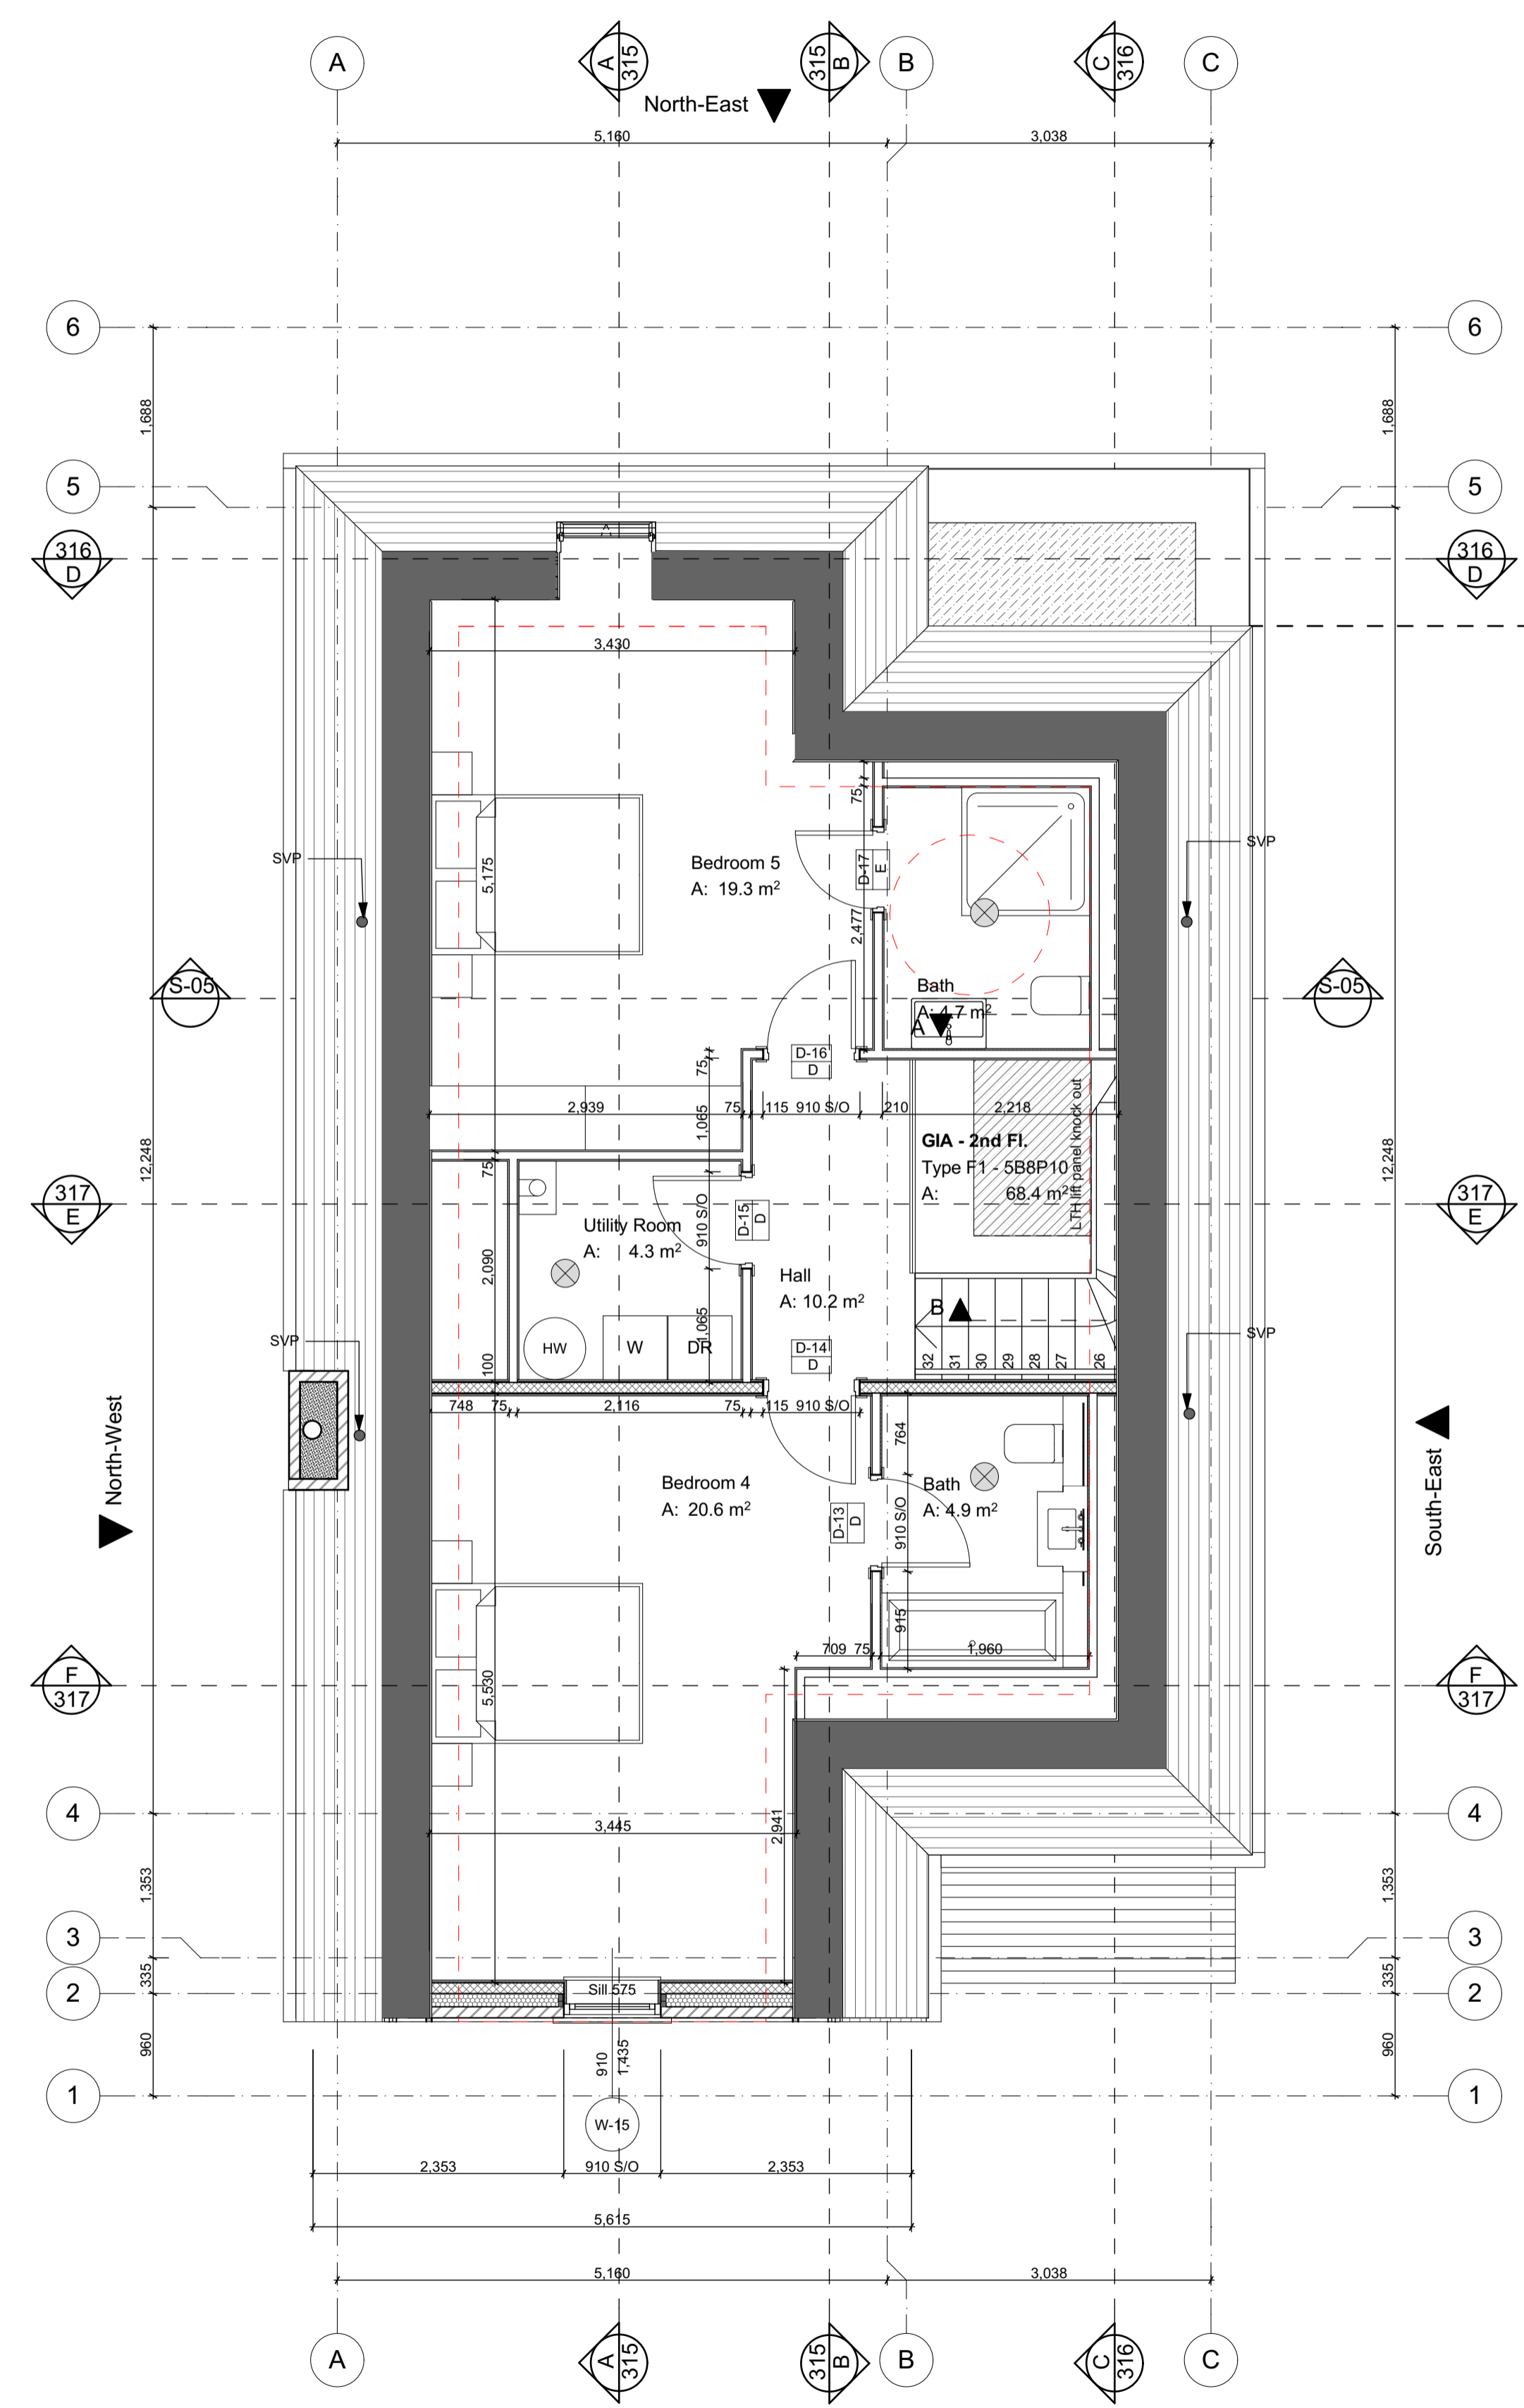 A
A
315
315
B
B
C
316
C
North-East
5,160
3,038
6
6
1,688
1,688
5
5
316
D
316
D
3,430
75
SVP
SVP
Bedroom 5
A: 19.3 m²
D-17
E
5,175
2,477
S-05
S-05
Bath
A: 4.7 m²
A
D-16
D
75
2,939
75
115
910 S/O
210
2,218
1,065
12,248
12,248
GIA - 2nd Fl.
Type F1 - 5B8P10
A: 68.4 m²
LTH lift panel knock out
75
317
E
317
E
910 S/O
D-15
D
Utility Room
A: 4.3 m²
2,090
Hall
A: 10.2 m²
B
SVP
SVP
1,065
HW
W
DR
D-14
D
100
32
31
30
29
28
27
26
748
75
2,116
75
115
910 S/O
764
North-West
South-East
Bedroom 4
A: 20.6 m²
Bath
A: 4.9 m²
D-13
D
910 S/O
915
709
75
1,960
5,530
F
317
F
317
4
4
3,445
2,941
1,353
1,353
3
3
335
335
2
2
Sill 575
960
960
910
1,435
1
1
W-15
2,353
910 S/O
2,353
5,615
5,160
3,038
A
A
315
315
B
B
C
316
C